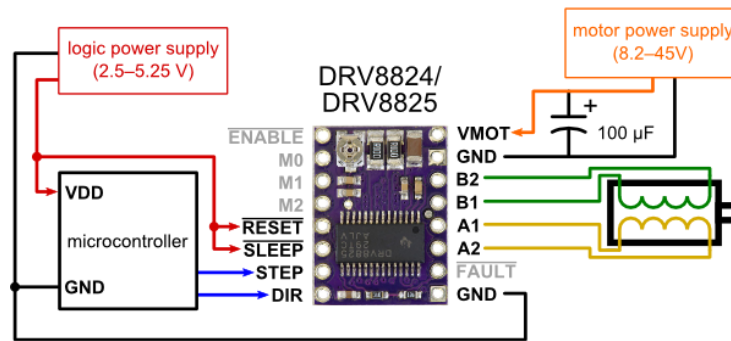 logic power supply
(2.5–5.25 V)
motor power supply
(8.2–45V)
DRV8824/
DRV8825
ENABLE
M0
M1
M2
RESET
SLEEP
STEP
DIR
VMOT
GND
B2
B1
A1
A2
FAULT
GND
+
100 µF
VDD
microcontroller
GND
DRV8825